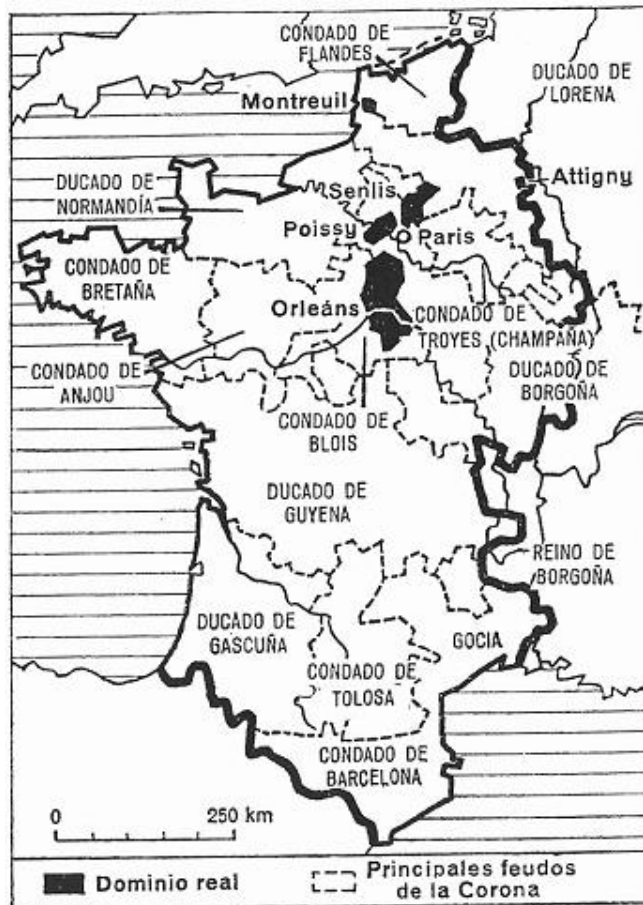 CONDADO DE
FLANDES
DUCADO DE
LORENA
Montreuil
Attigny
DUCADO DE
NORMANDÍA
Senlis
Poissy
Paris
CONDADO DE
BRETAÑA
Orleáns
CONDADO DE
TROYES (CHAMPAÑA)
CONDADO DE
ANJOU
DUCADO DE
BORGOÑA
CONDADO DE
BLOIS
DUCADO DE
GUYENA
REINO DE
BORGOÑA
DUCADO DE
GASCUÑA
GOCIA
CONDADO DE
TOLOSA
CONDADO DE
BARCELONA
0 250 km
Dominio real
Principales feudos
de la Corona